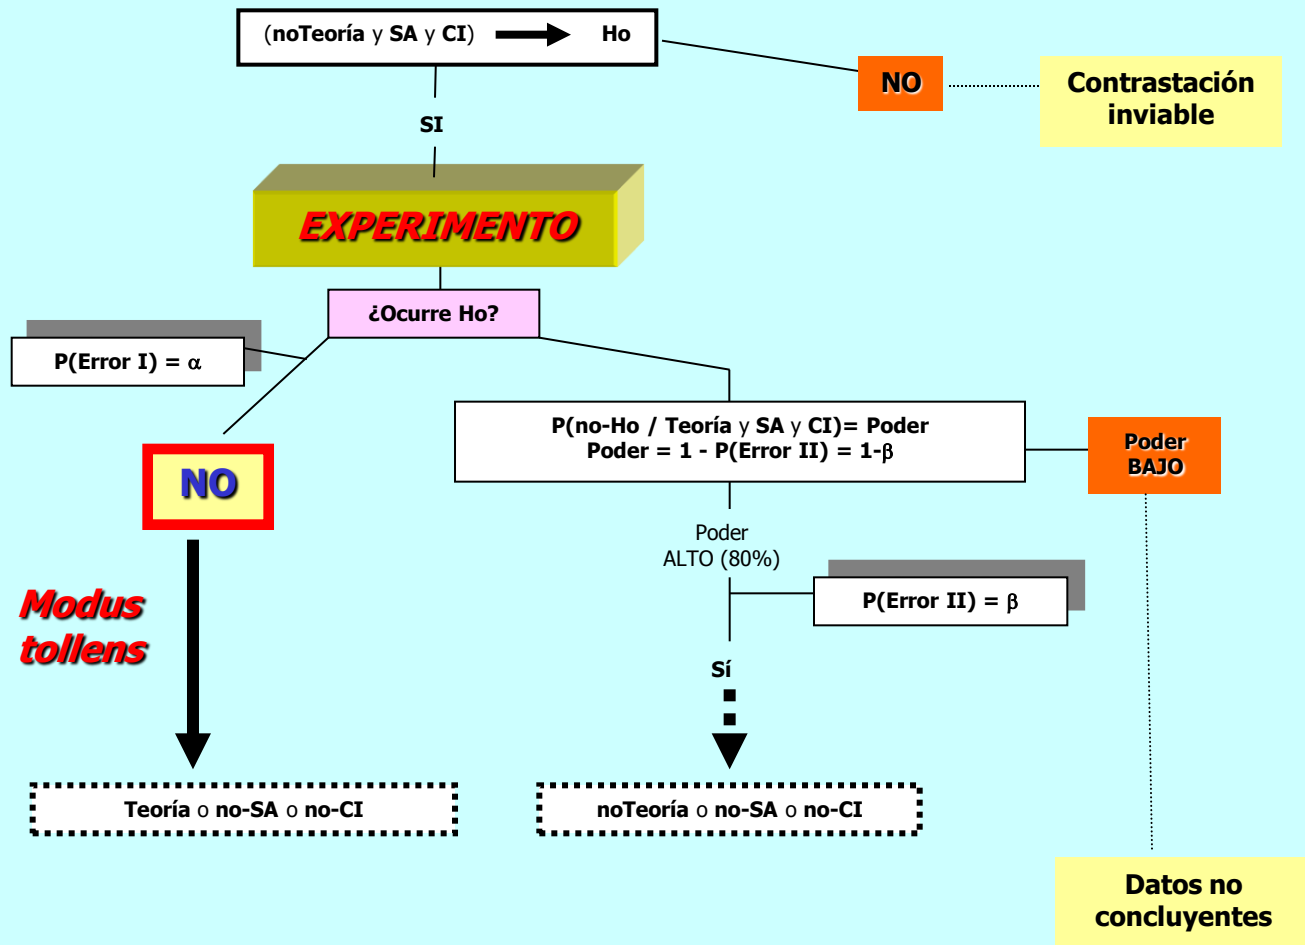 (noTeoría y SA y CI) Ho
NO
Contrastación
inviable
SI
EXPERIMENTO
¿Ocurre Ho?
P(Error I) = α
P(no-Ho / Teoría y SA y CI)= Poder
Poder = 1 - P(Error II) = 1-β
Poder
BAJO
NO
Poder
ALTO (80%)
P(Error II) = β
Modus
tollens
Sí
Teoría o no-SA o no-CI
noTeoría o no-SA o no-CI
Datos no
concluyentes